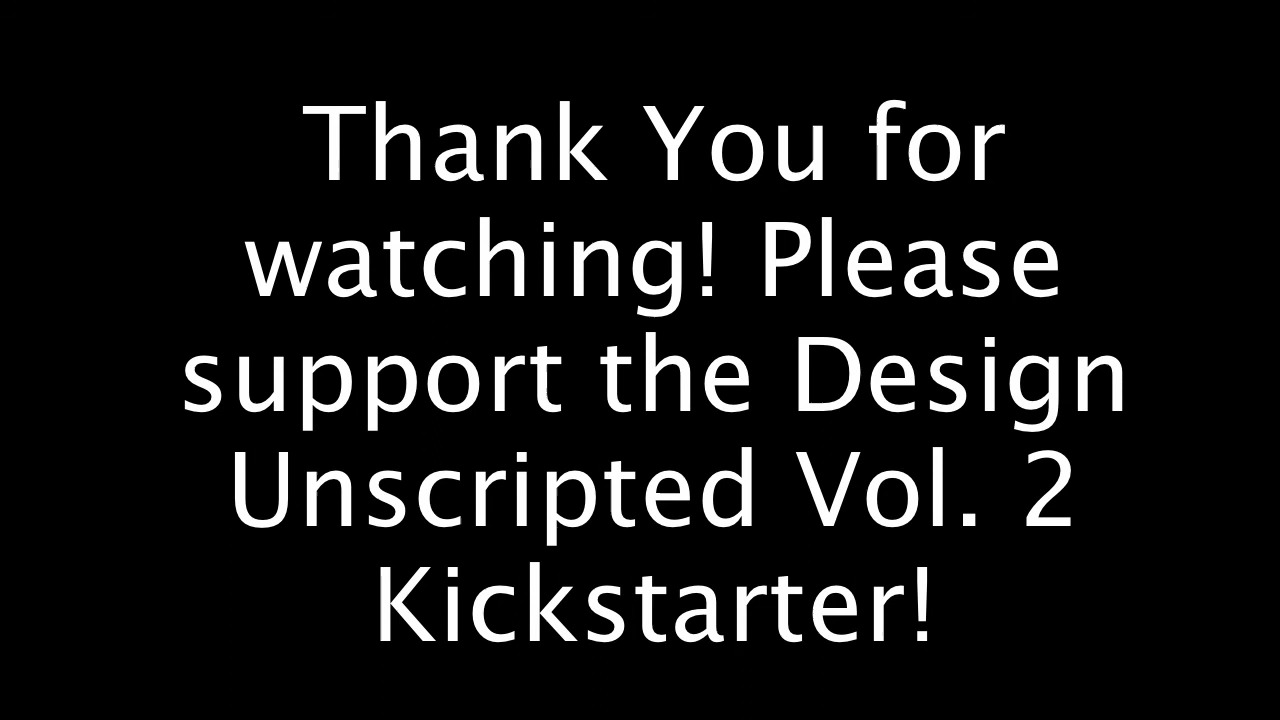 Thank You for
watching! Please
support the Design
Unscripted Vol. 2
Kickstarter!